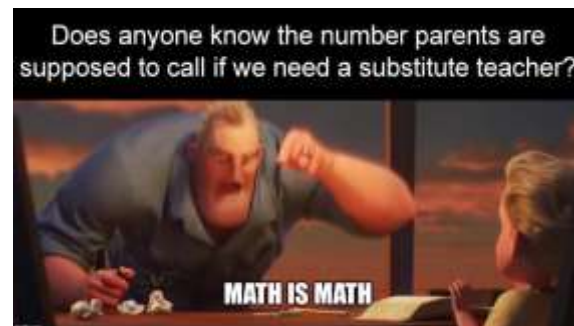 Does anyone know the number parents are
supposed to call if we need a substitute teacher?
MATH IS MATH